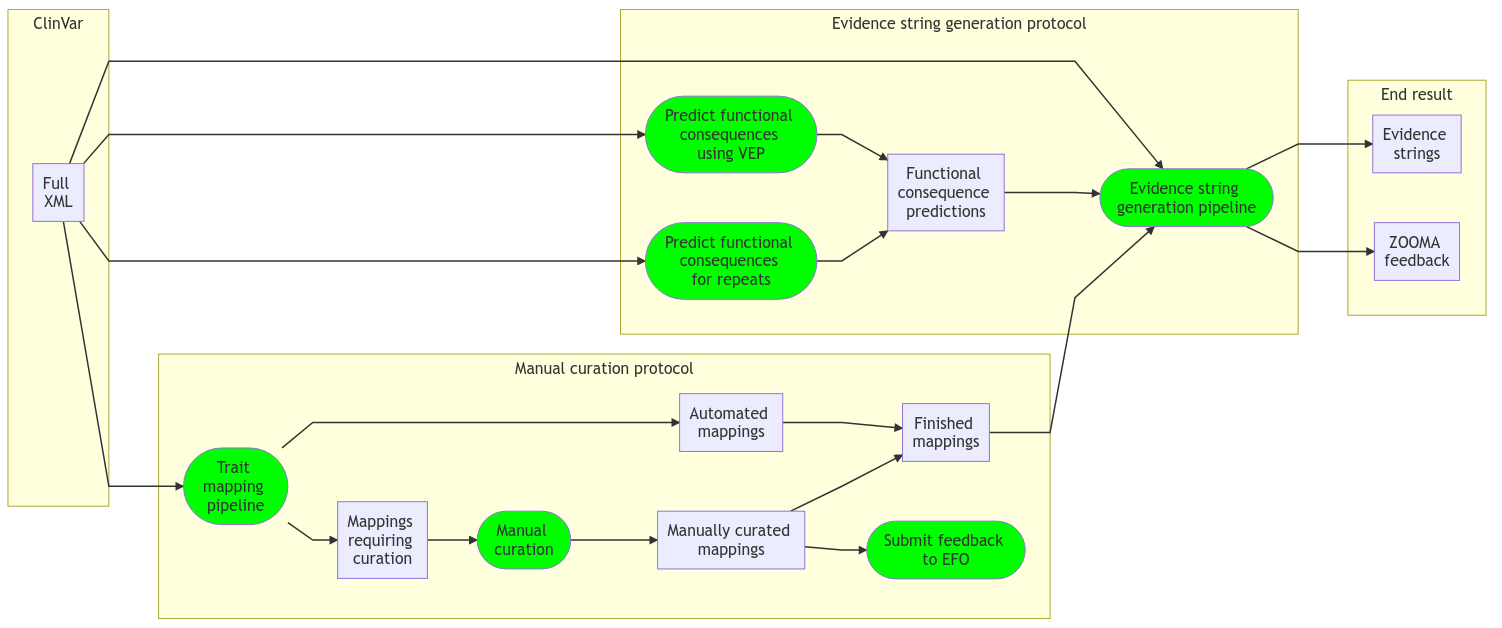 ClinVar
Full
XML
Evidence string generation protocol
Predict functional
consequences
using VEP
Predict functional
consequences
for repeats
Functional
consequence
predictions
Evidence string
generation pipeline
End result
Evidence
strings
ZOOMA
feedback
Manual curation protocol
Trait
mapping
pipeline
Automated
mappings
Mappings
requiring
curation
Manual
curation
Manually curated
mappings
Finished
mappings
Submit feedback
to EFO